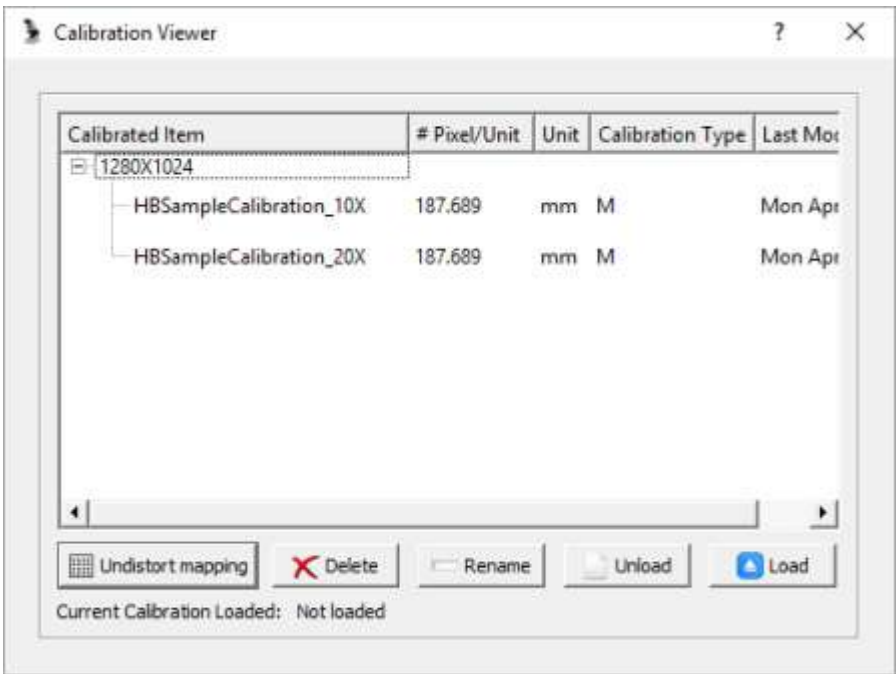 Calibration Viewer ?
Calibrated Item # Pixel/Unit Unit Calibration Type Last Mod
1280X1024
HBSampleCalibration_10X 187.689 mm M Mon Apr
HBSampleCalibration_20X 187.689 mm M Mon Apr
Undistort mapping Delete Rename Unload Load
Current Calibration Loaded: Not loaded